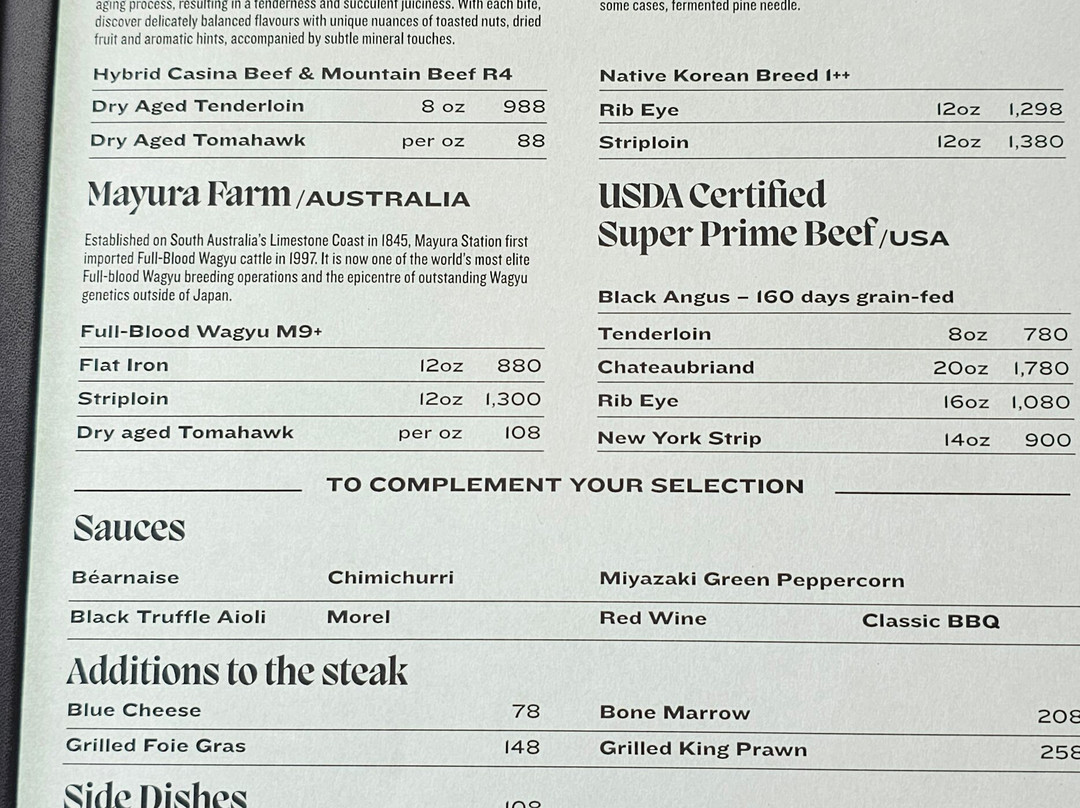 aging process, resulting in a tenderness and succulent juiciness. With each bite,
discover delicately balanced flavours with unique nuances of toasted nuts, dried
fruit and aromatic hints, accompanied by subtle mineral touches.
Hybrid Casina Beef & Mountain Beef R4
Dry Aged Tenderloin 8 oz 988
Dry Aged Tomahawk per oz 88
Mayura Farm /AUSTRALIA
Established on South Australia's Limestone Coast in 1845, Mayura Station first
imported Full-Blood Wagyu cattle in 1997. It is now one of the world's most elite
Full-blood Wagyu breeding operations and the epicentre of outstanding Wagyu
genetics outside of Japan.
Full-Blood Wagyu M9+
Flat Iron 12oz 880
Striploin 12oz 1,300
Dry aged Tomahawk per oz 108
some cases, fermented pine needle.
Native Korean Breed 1++
Rib Eye 12oz 1,298
Striploin 12oz 1,380
USDA Certified
Super Prime Beef /USA
Black Angus – 160 days grain-fed
Tenderloin 8oz 780
Chateaubriand 20oz 1,780
Rib Eye 16oz 1,080
New York Strip 14oz 900
TO COMPLEMENT YOUR SELECTION
Sauces
Béarnaise Chimichurri Miyazaki Green Peppercorn
Black Truffle Aioli Morel Red Wine Classic BBQ
Additions to the steak
Blue Cheese 78 Bone Marrow 208
Grilled Foie Gras 148 Grilled King Prawn 258
Side Dishes